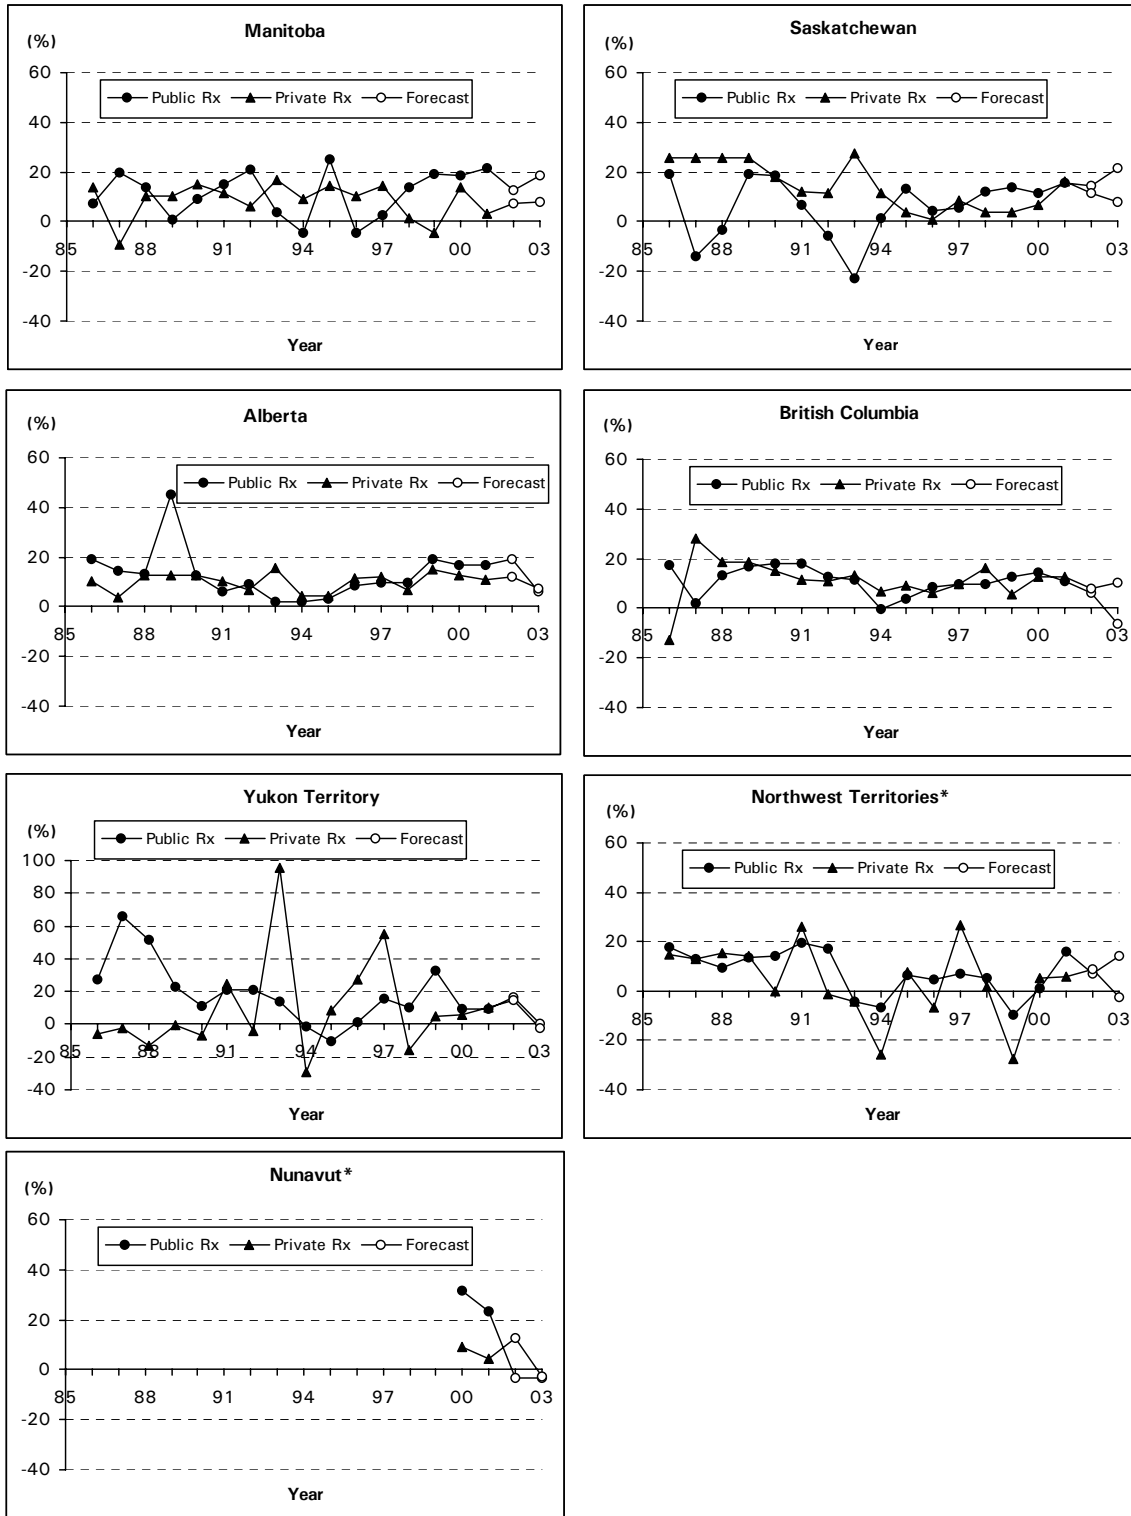 Manitoba
(%)
60
Public Rx Private Rx Forecast
40
20
0
85 88 91 94 97 00 03
-20
-40
Year
Saskatchewan
(%)
60
Public Rx Private Rx Forecast
40
20
0
85 88 91 94 97 00 03
-20
-40
Year
Alberta
(%)
60
Public Rx Private Rx Forecast
40
20
0
85 88 91 94 97 00 03
-20
-40
Year
British Columbia
(%)
60
Public Rx Private Rx Forecast
40
20
0
85 88 91 94 97 00 03
-20
-40
Year
Yukon Territory
(%)
Public Rx Private Rx Forecast
100
80
60
40
20
0
85 88 91 94 97 00 03
-20
-40
Year
Northwest Territories*
(%)
60
Public Rx Private Rx Forecast
40
20
0
85 88 91 94 97 00 03
-20
-40
Year
Nunavut*
(%)
60
Public Rx Private Rx Forecast
40
20
0
85 88 91 94 97 00 03
-20
-40
Year